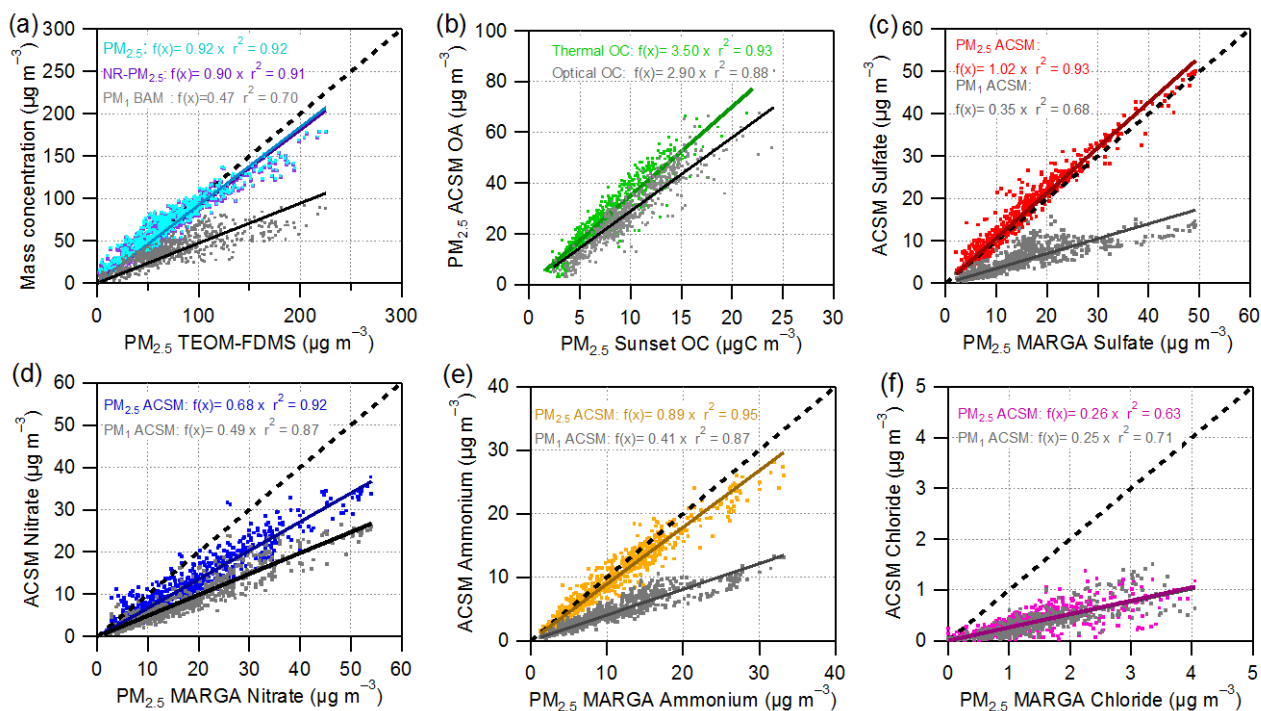 (a)
300
250
200
150
100
50
0
Mass concentration (µg m⁻³)
PM₂.₅: f(x)= 0.92 x r² = 0.92
NR-PM₂.₅: f(x)= 0.90 x r² = 0.91
PM₁ BAM : f(x)=0.47 r² = 0.70
0 50 100 150 200 250 300
PM₂.₅ TEOM-FDMS (µg m⁻³)
(b)
100
80
60
40
20
0
PM₂.₅ ACSM OA (µg m⁻³)
Thermal OC: f(x)= 3.50 x r² = 0.93
Optical OC: f(x)= 2.90 x r² = 0.88
0 5 10 15 20 25 30
PM₂.₅ Sunset OC (µgC m⁻³)
(c)
60
50
40
30
20
10
0
ACSM Sulfate (µg m⁻³)
PM₂.₅ ACSM:
f(x)= 1.02 x r² = 0.93
PM₁ ACSM:
f(x)= 0.35 x r² = 0.68
0 10 20 30 40 50 60
PM₂.₅ MARGA Sulfate (µg m⁻³)
(d)
60
50
40
30
20
10
0
ACSM Nitrate (µg m⁻³)
PM₂.₅ ACSM: f(x)= 0.68 x r² = 0.92
PM₁ ACSM: f(x)= 0.49 x r² = 0.87
0 10 20 30 40 50 60
PM₂.₅ MARGA Nitrate (µg m⁻³)
(e)
40
30
20
10
0
ACSM Ammonium (µg m⁻³)
PM₂.₅ ACSM: f(x)= 0.89 x r² = 0.95
PM₁ ACSM: f(x)= 0.41 x r² = 0.87
0 10 20 30 40
PM₂.₅ MARGA Ammonium (µg m⁻³)
(f)
5
4
3
2
1
0
ACSM Chloride (µg m⁻³)
PM₂.₅ ACSM: f(x)= 0.26 x r² = 0.63
PM₁ ACSM: f(x)= 0.25 x r² = 0.71
0 1 2 3 4 5
PM₂.₅ MARGA Chloride (µg m⁻³)